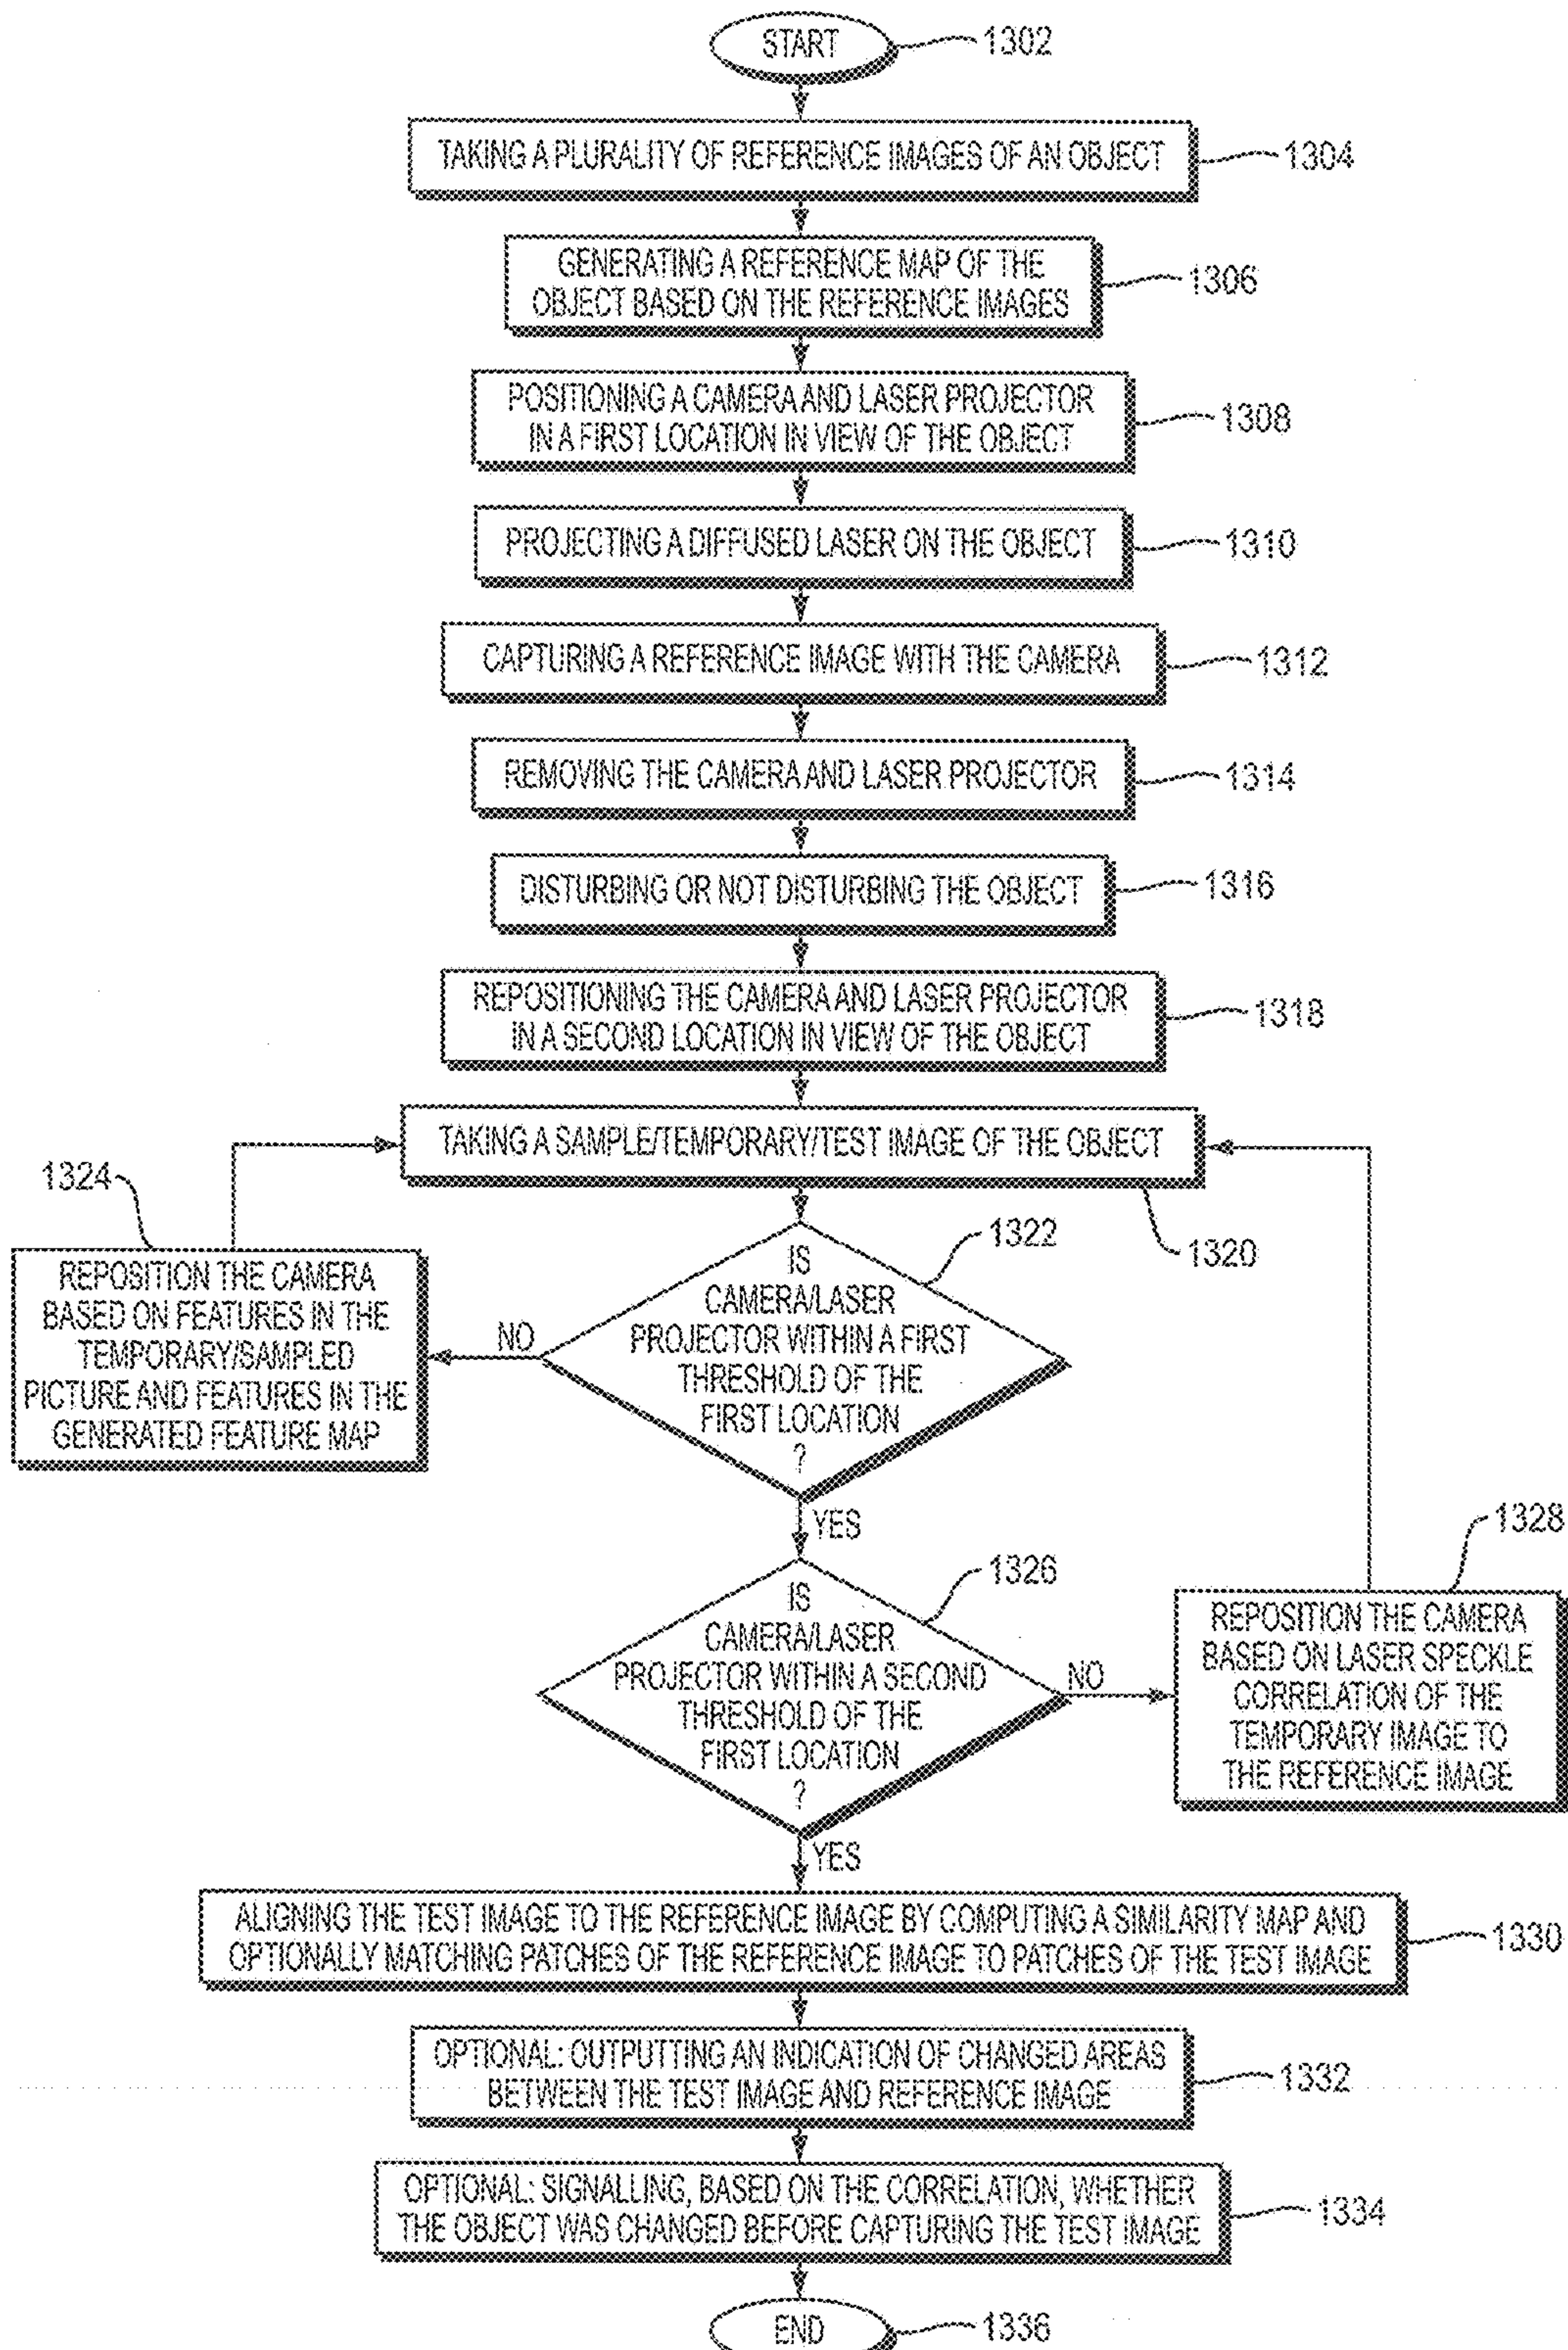 START
1302
TAKING A PLURALITY OF REFERENCE IMAGES OF AN OBJECT
1304
GENERATING A REFERENCE MAP OF THE
OBJECT BASED ON THE REFERENCE IMAGES
1306
POSITIONING A CAMERA AND LASER PROJECTOR
IN A FIRST LOCATION IN VIEW OF THE OBJECT
1308
PROJECTING A DIFFUSED LASER ON THE OBJECT
1310
CAPTURING A REFERENCE IMAGE WITH THE CAMERA
1312
REMOVING THE CAMERA AND LASER PROJECTOR
1314
DISTURBING OR NOT DISTURBING THE OBJECT
1316
REPOSITIONING THE CAMERA AND LASER PROJECTOR
IN A SECOND LOCATION IN VIEW OF THE OBJECT
1318
TAKING A SAMPLE/TEMPORARY/TEST IMAGE OF THE OBJECT
1320
1324
REPOSITION THE CAMERA
BASED ON FEATURES IN THE
TEMPORARY/SAMPLED
PICTURE AND FEATURES IN THE
GENERATED FEATURE MAP
NO
1322
IS
CAMERA/LASER
PROJECTOR WITHIN A FIRST
THRESHOLD OF THE
FIRST LOCATION
?
YES
1326
IS
CAMERA/LASER
PROJECTOR WITHIN A SECOND
THRESHOLD OF THE
FIRST LOCATION
?
NO
1328
REPOSITION THE CAMERA
BASED ON LASER SPECKLE
CORRELATION OF THE
TEMPORARY IMAGE TO
THE REFERENCE IMAGE
YES
ALIGNING THE TEST IMAGE TO THE REFERENCE IMAGE BY COMPUTING A SIMILARITY MAP AND
OPTIONALLY MATCHING PATCHES OF THE REFERENCE IMAGE TO PATCHES OF THE TEST IMAGE
1330
OPTIONAL: OUTPUTTING AN INDICATION OF CHANGED AREAS
BETWEEN THE TEST IMAGE AND REFERENCE IMAGE
1332
OPTIONAL: SIGNALLING, BASED ON THE CORRELATION, WHETHER
THE OBJECT WAS CHANGED BEFORE CAPTURING THE TEST IMAGE
1334
END
1336